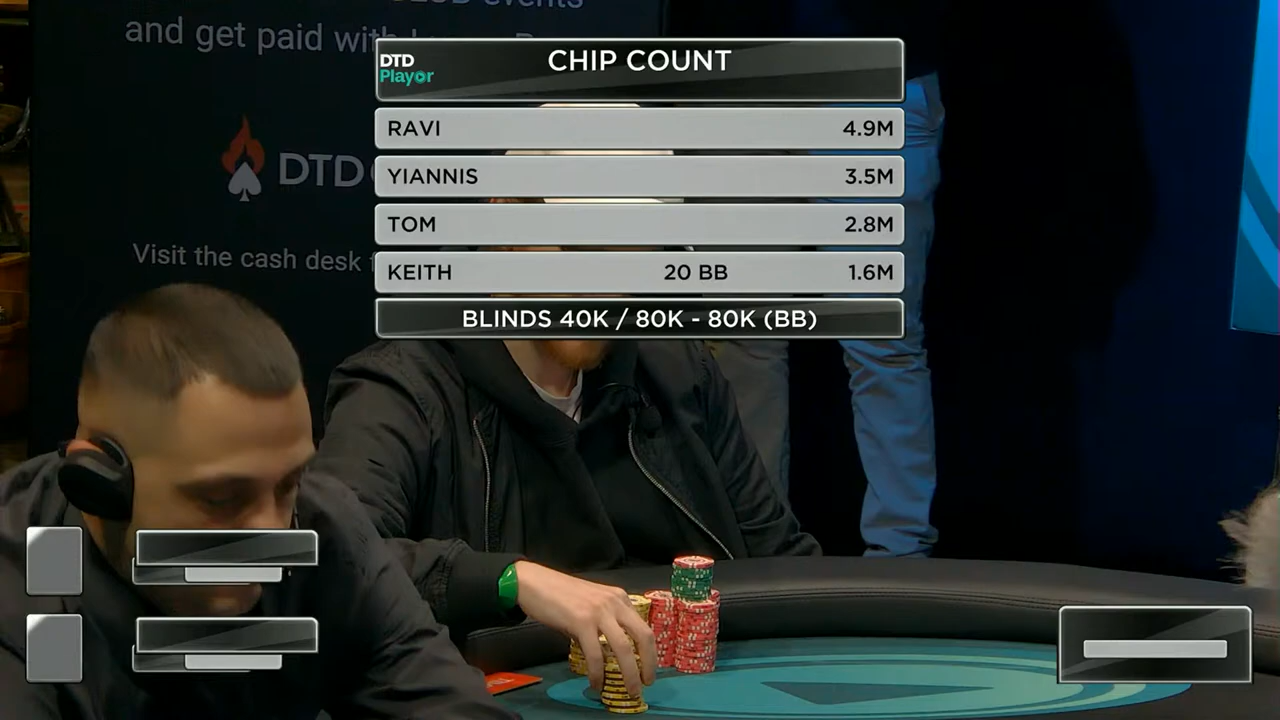 events
and get paid with
DTD
Player
CHIP COUNT
RAVI 4.9M
YIANNIS 3.5M
DTD
TOM 2.8M
Visit the cash desk
KEITH 20 BB 1.6M
BLINDS 40K / 80K - 80K (BB)